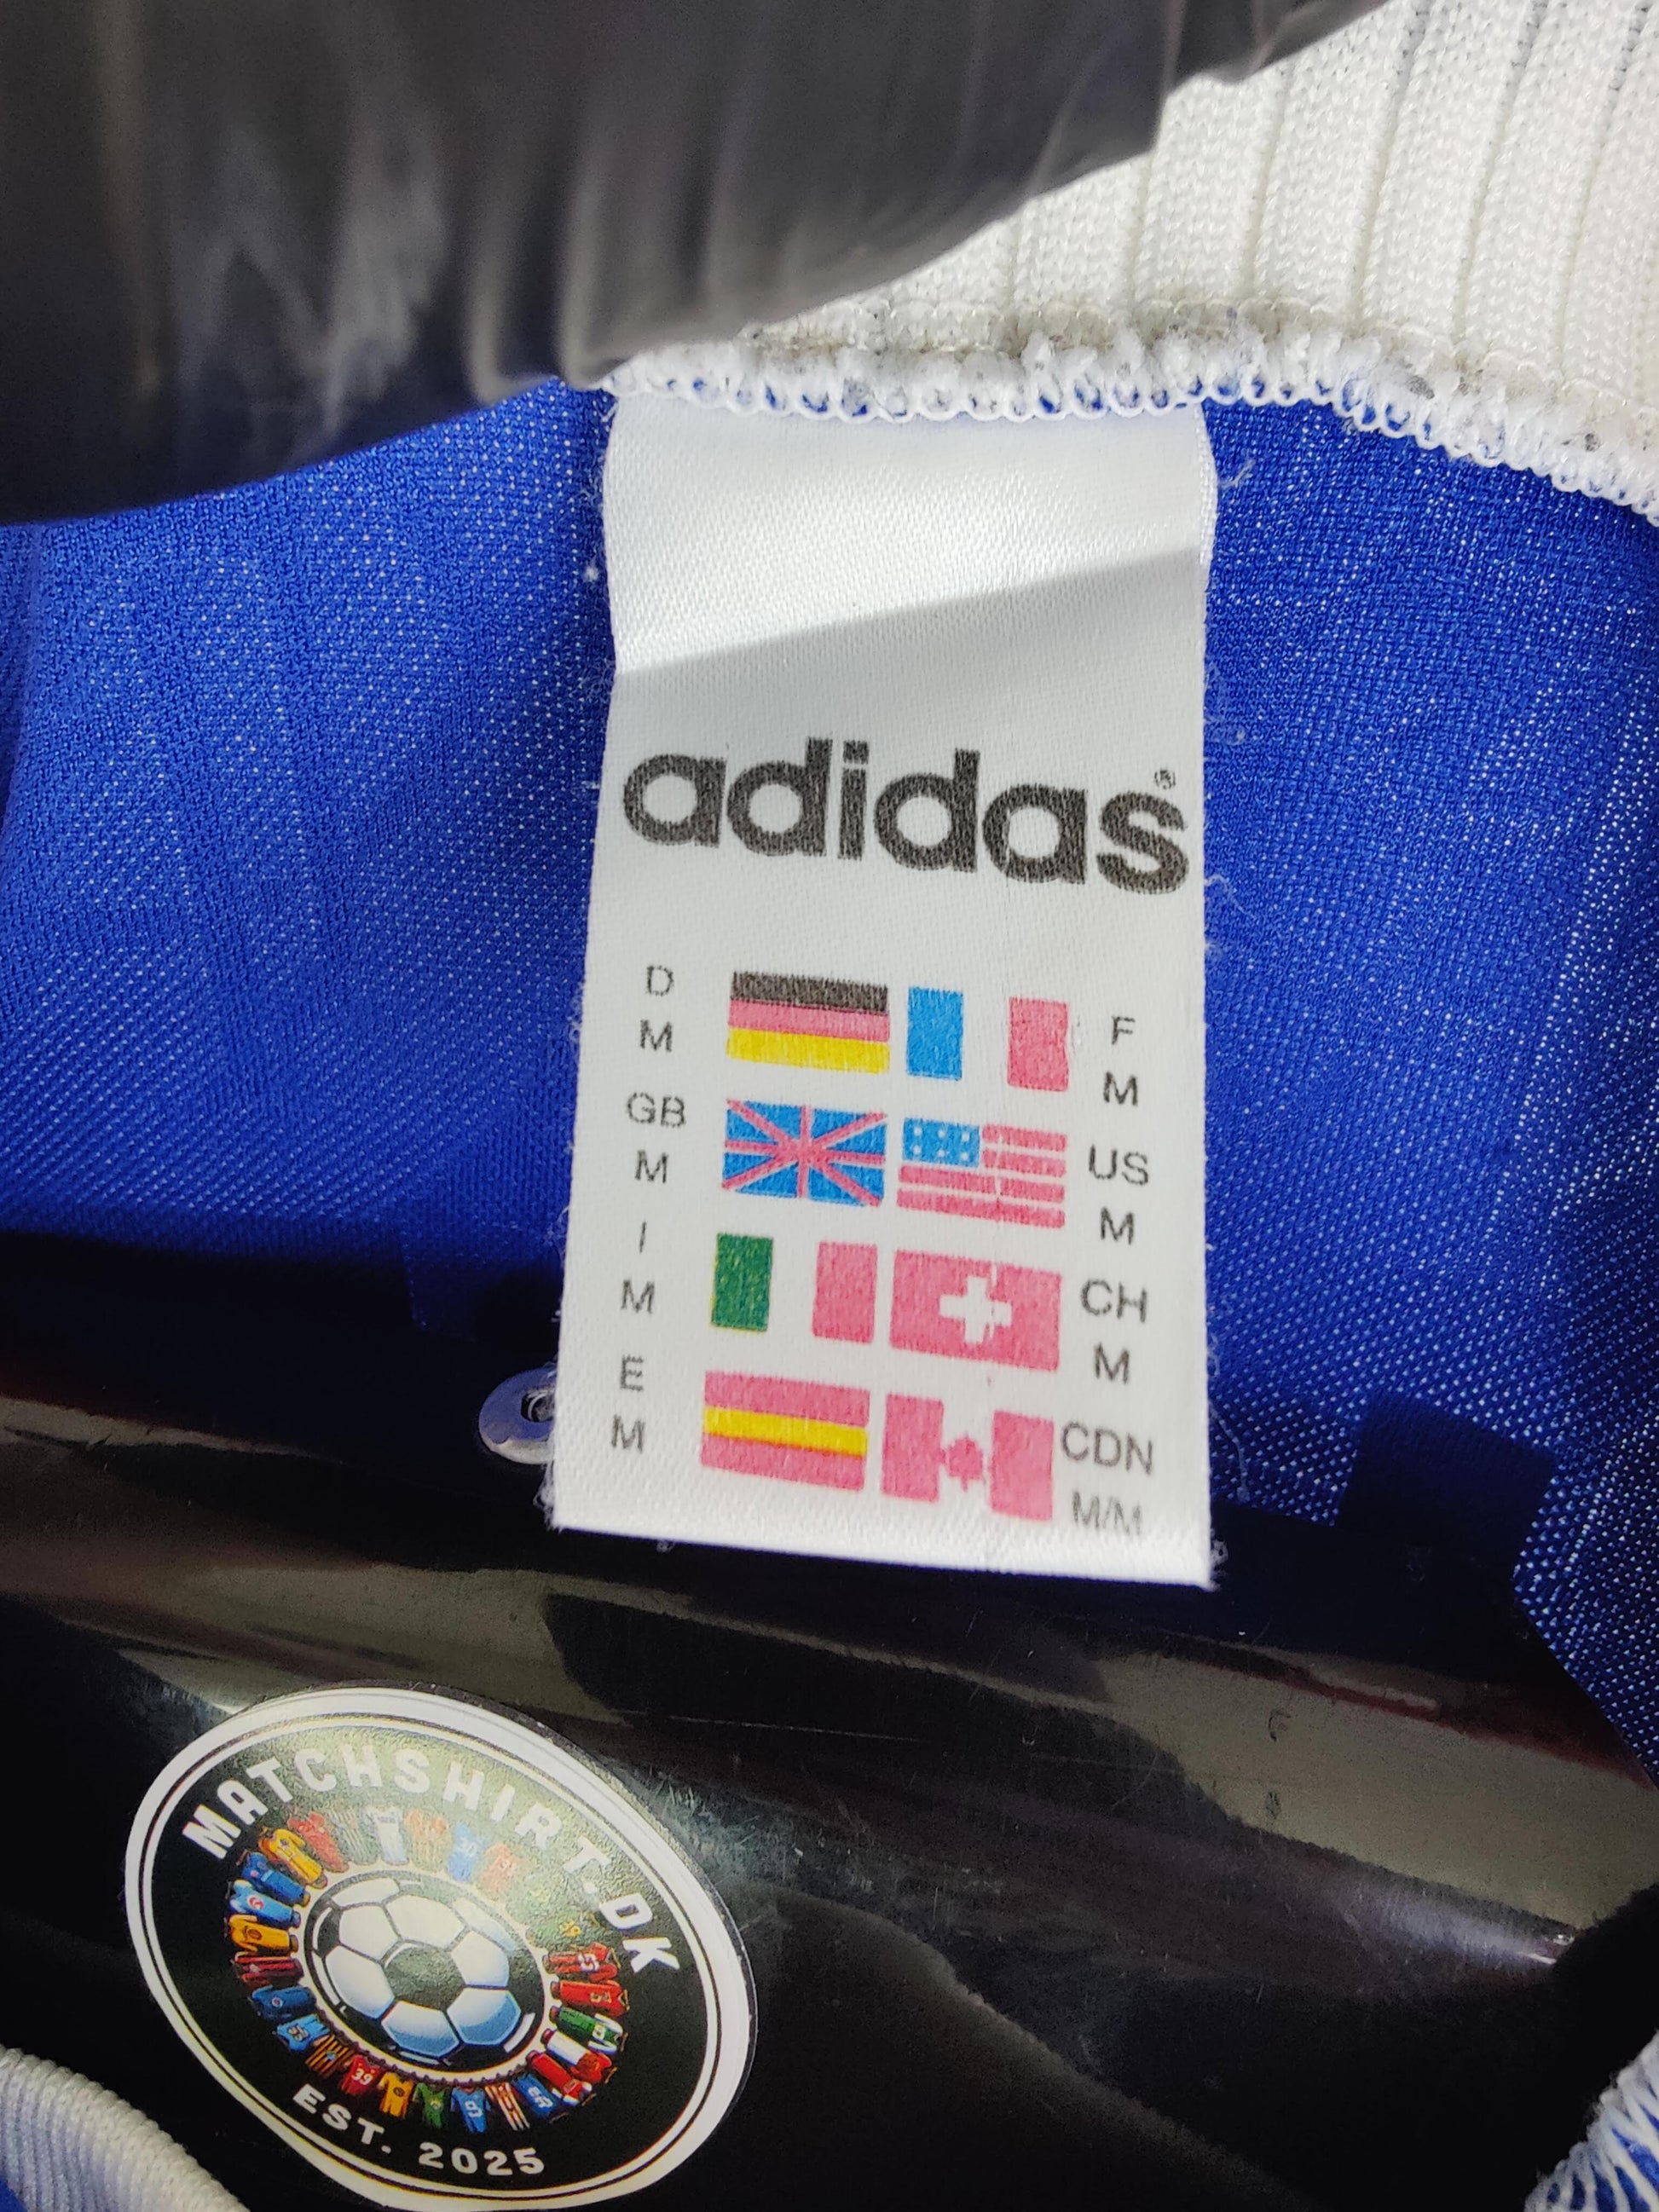 adidas®
D F
M M
GB US
M M
I CH
M M
E CDN
M M/M
MATCHSHIRT.DK
EST. 2025